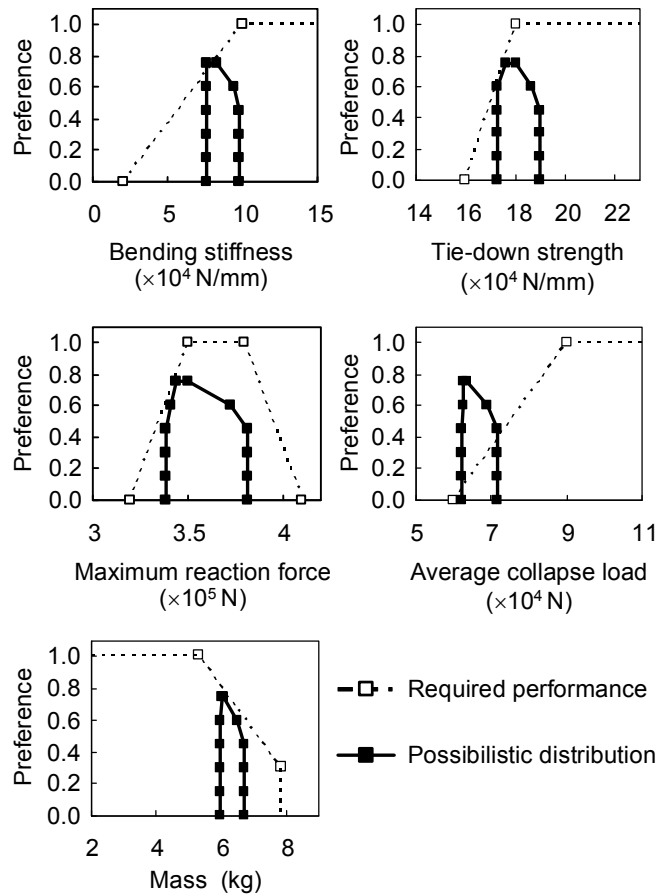 Preference
1.0
0.8
0.6
0.4
0.2
0.0
0 5 10 15
Bending stiffness
(×10⁴ N/mm)
Preference
1.0
0.8
0.6
0.4
0.2
0.0
14 16 18 20 22
Tie-down strength
(×10⁴ N/mm)
Preference
1.0
0.8
0.6
0.4
0.2
0.0
3 3.5 4
Maximum reaction force
(×10⁵ N)
Preference
1.0
0.8
0.6
0.4
0.2
0.0
5 7 9 11
Average collapse load
(×10⁴ N)
Preference
1.0
0.8
0.6
0.4
0.2
0.0
2 4 6 8
Mass (kg)
Required performance
Possibilistic distribution